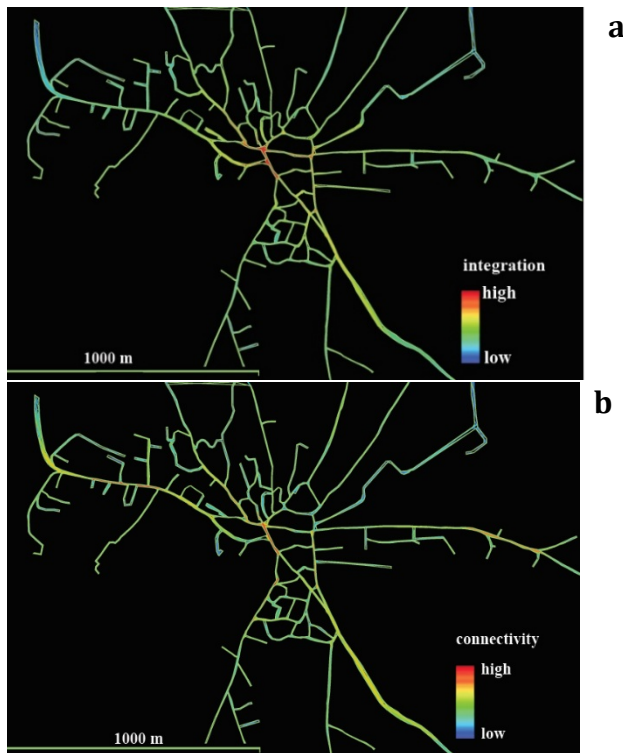 a
integration
high
low
1000 m
b
connectivity
high
low
1000 m